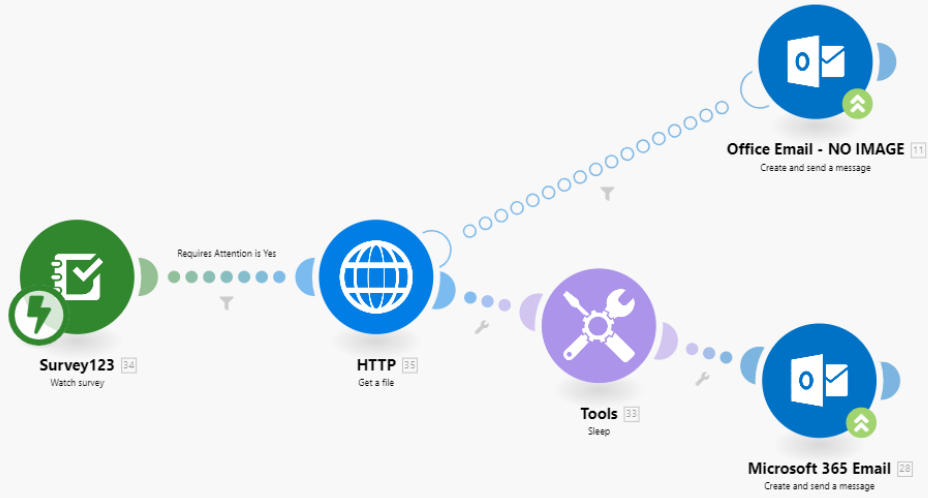 Office Email - NO IMAGE 11
Create and send a message
Requires Attention is Yes
Survey123 34
Watch survey
HTTP 35
Get a file
Tools 33
Sleep
Microsoft 365 Email 28
Create and send a message